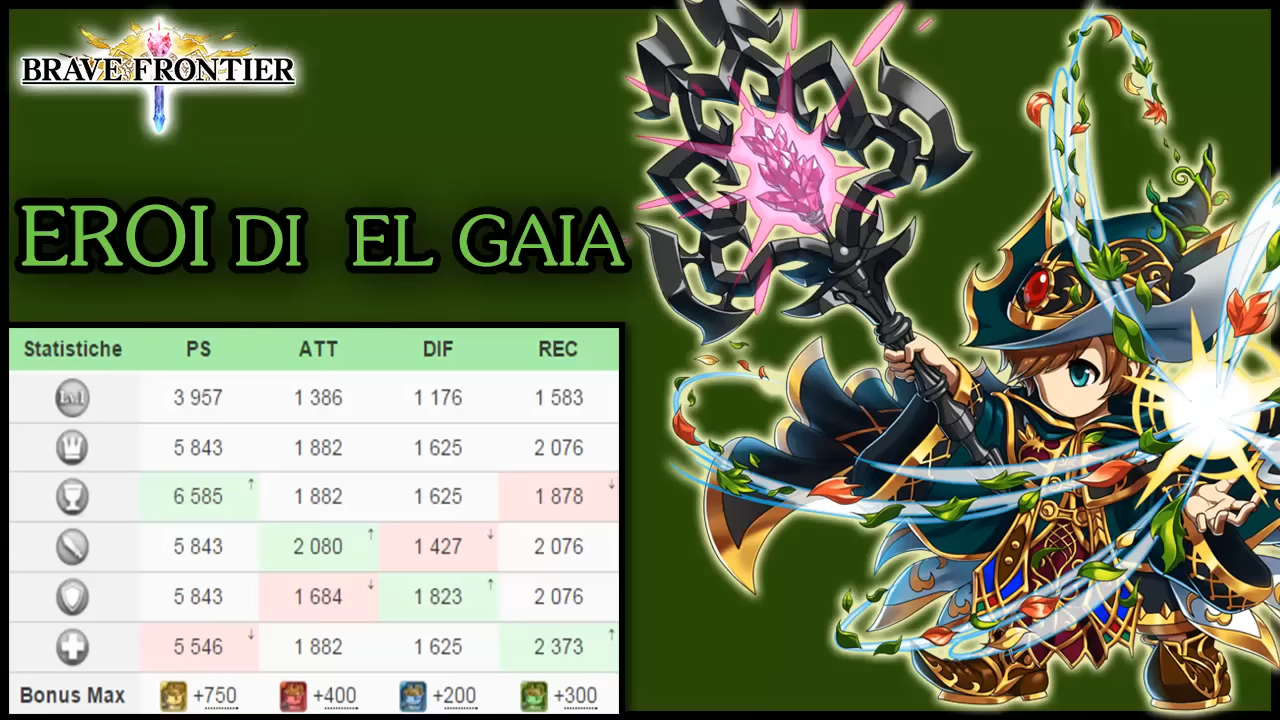 BRAVE FRONTIER
EROI DI EL GAIA
Statistiche PS ATT DIF REC
Lv.1 3 957 1 386 1 176 1 583
5 843 1 882 1 625 2 076
6 585 ↑ 1 882 1 625 1 878 ↓
5 843 2 080 ↑ 1 427 ↓ 2 076
5 843 1 684 ↓ 1 823 ↑ 2 076
5 546 ↓ 1 882 1 625 2 373 ↑
Bonus Max +750 +400 +200 +300